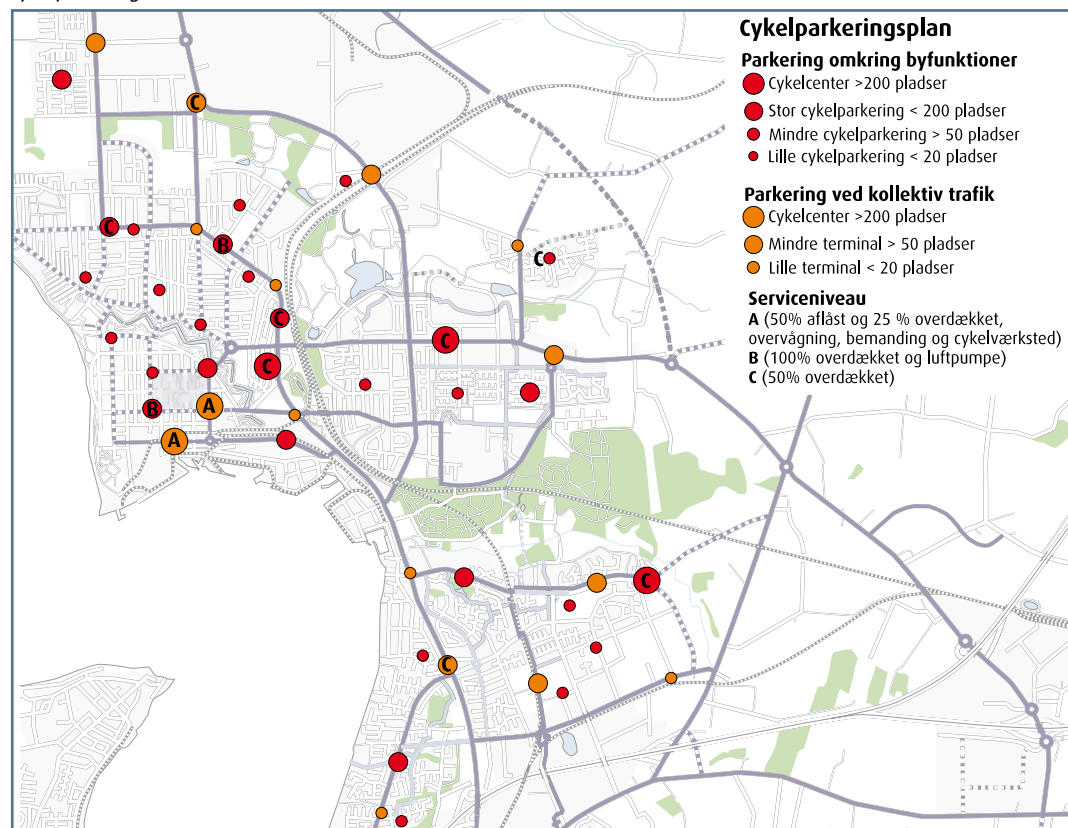 Cykelparkeringsplan
Parkering omkring byfunktioner
Cykelcenter >200 pladser
Stor cykelparkering < 200 pladser
Mindre cykelparkering > 50 pladser
Lille cykelparkering < 20 pladser
Parkering ved kollektiv trafik
Cykelcenter >200 pladser
Mindre terminal > 50 pladser
Lille terminal < 20 pladser
Serviceniveau
A (50% aflåst og 25 % overdækket,
overvågning, bemanding og cykelværksted)
B (100% overdækket og luftpumpe)
C (50% overdækket)
C
C
B
C
C
C
C
B
A
A
C
C